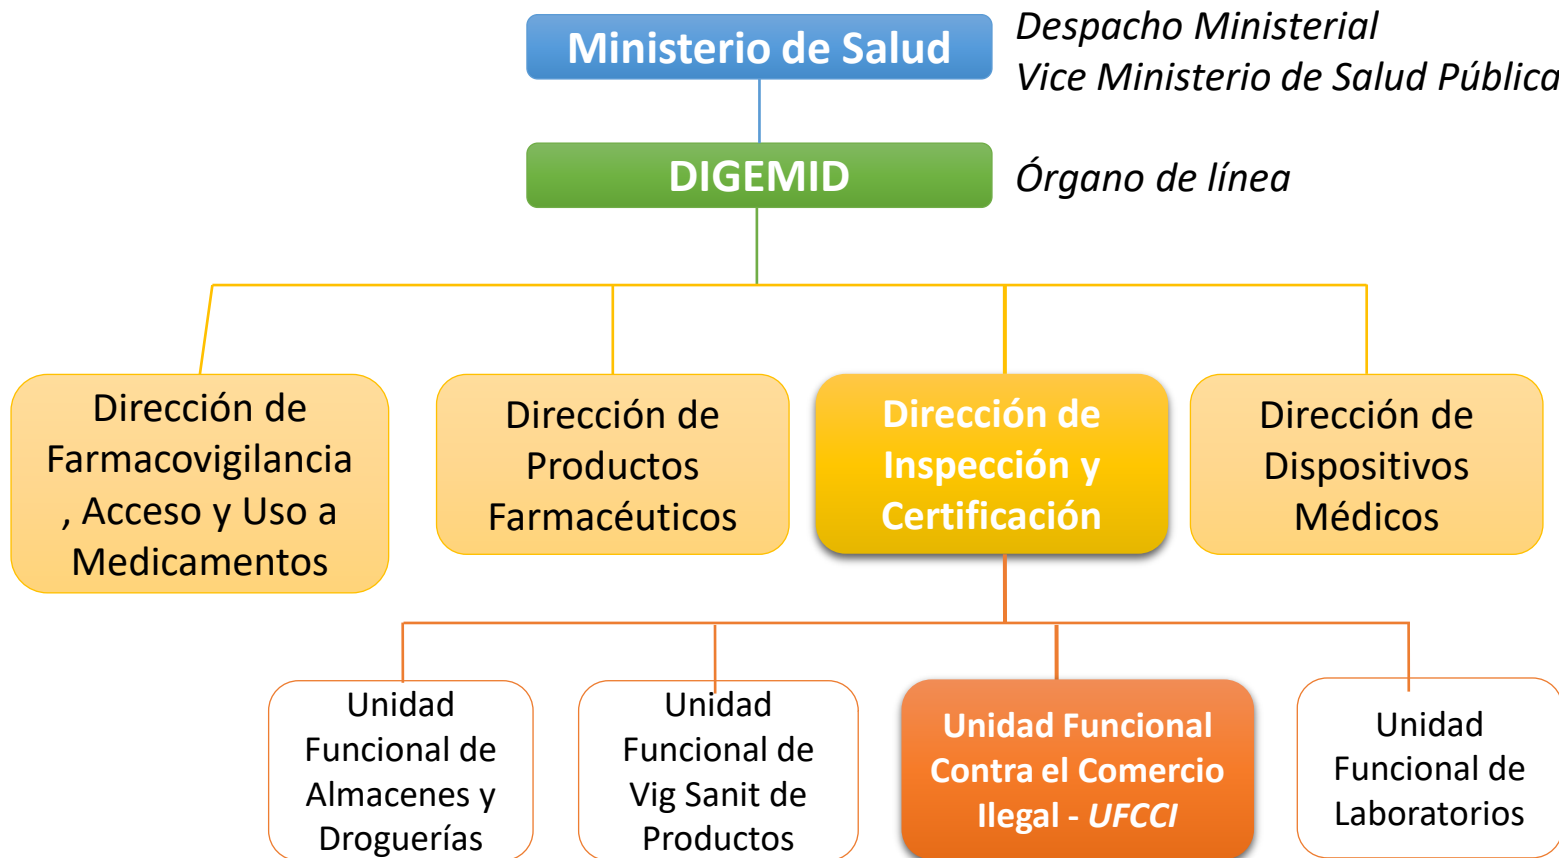 Ministerio de Salud
Despacho Ministerial
Vice Ministerio de Salud Pública
DIGEMID
Órgano de línea
Dirección de
Farmacovigilancia
, Acceso y Uso a
Medicamentos
Dirección de
Productos
Farmacéuticos
Dirección de
Inspección y
Certificación
Dirección de
Dispositivos
Médicos
Unidad
Funcional de
Almacenes y
Droguerías
Unidad
Funcional de
Vig Sanit de
Productos
Unidad Funcional
Contra el Comercio
Ilegal - UFCCI
Unidad
Funcional de
Laboratorios